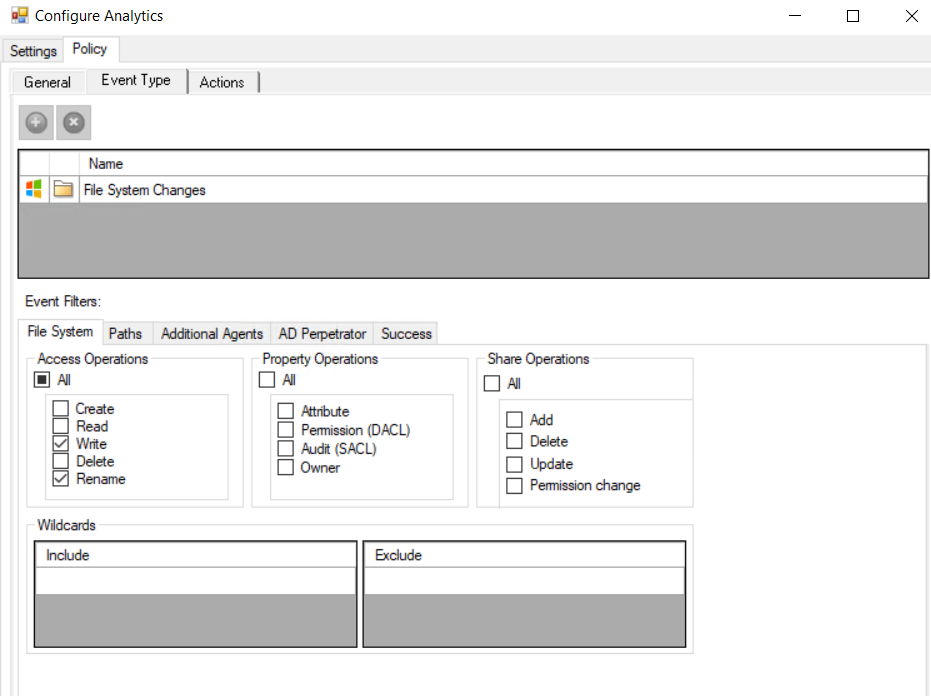 Configure Analytics
Settings Policy
General Event Type Actions
Name
File System Changes
Event Filters:
File System Paths Additional Agents AD Perpetrator Success
Access Operations
All
Create
Read
Write
Delete
Rename
Property Operations
All
Attribute
Permission (DACL)
Audit (SACL)
Owner
Share Operations
All
Add
Delete
Update
Permission change
Wildcards
Include
Exclude